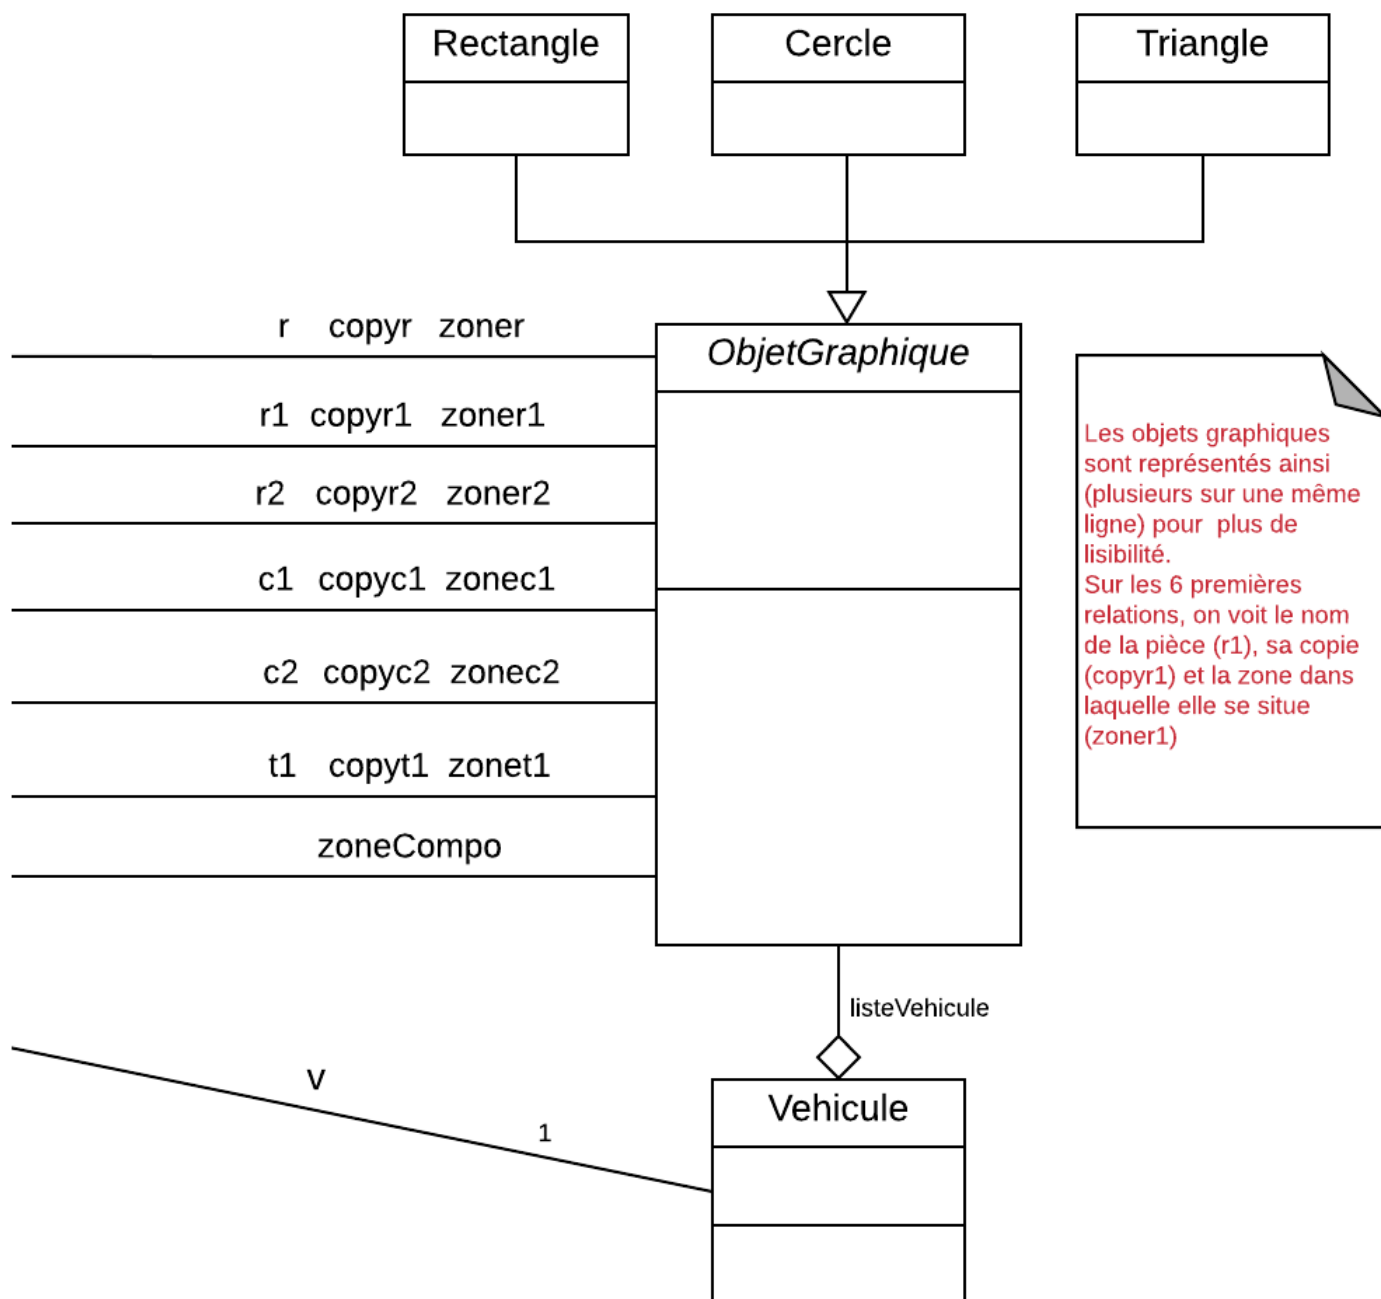 Rectangle
Cercle
Triangle
r copyr zoner
ObjetGraphique
r1 copyr1 zoner1
r2 copyr2 zoner2
c1 copyc1 zonec1
c2 copyc2 zonec2
t1 copyt1 zonet1
zoneCompo
Les objets graphiques
sont représentés ainsi
(plusieurs sur une même
ligne) pour plus de
lisibilité.
Sur les 6 premières
relations, on voit le nom
de la pièce (r1), sa copie
(copyr1) et la zone dans
laquelle elle se situe
(zoner1)
listeVehicule
v
1
Vehicule